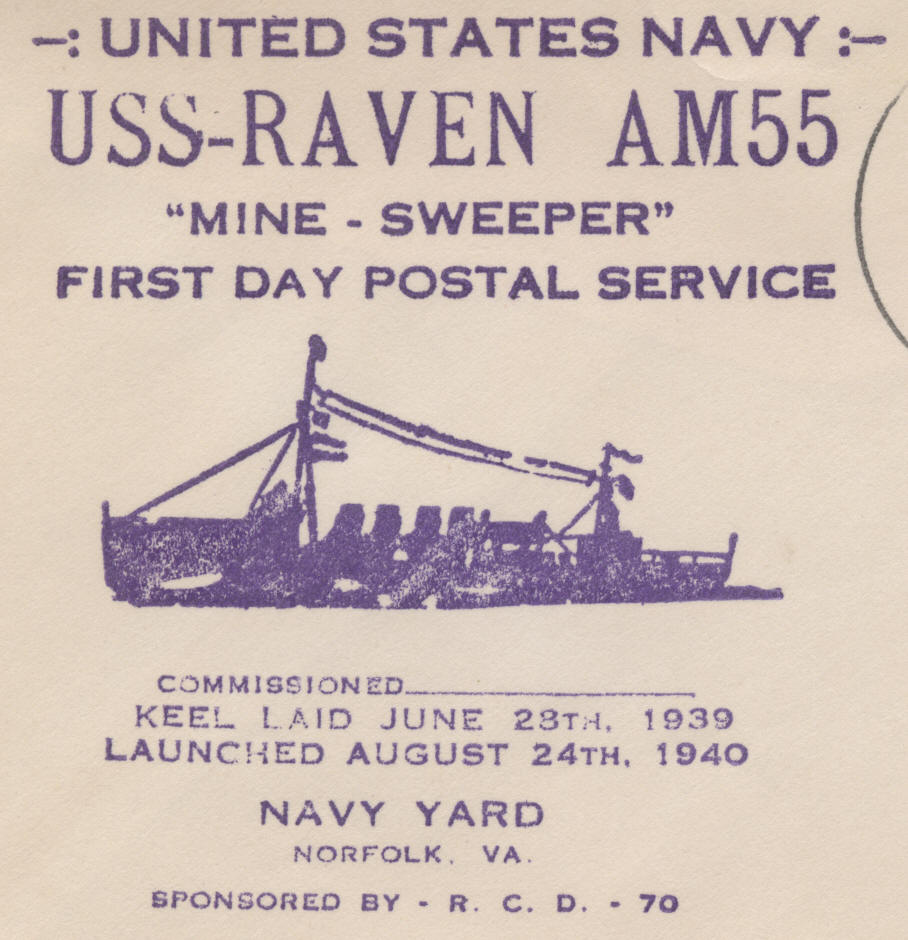 -: UNITED STATES NAVY :-
USS-RAVEN AM55
"MINE - SWEEPER"
FIRST DAY POSTAL SERVICE
COMMISSIONED____________________
KEEL LAID JUNE 28TH, 1939
LAUNCHED AUGUST 24TH, 1940
NAVY YARD
NORFOLK, VA.
SPONSORED BY - R. C. D. - 70